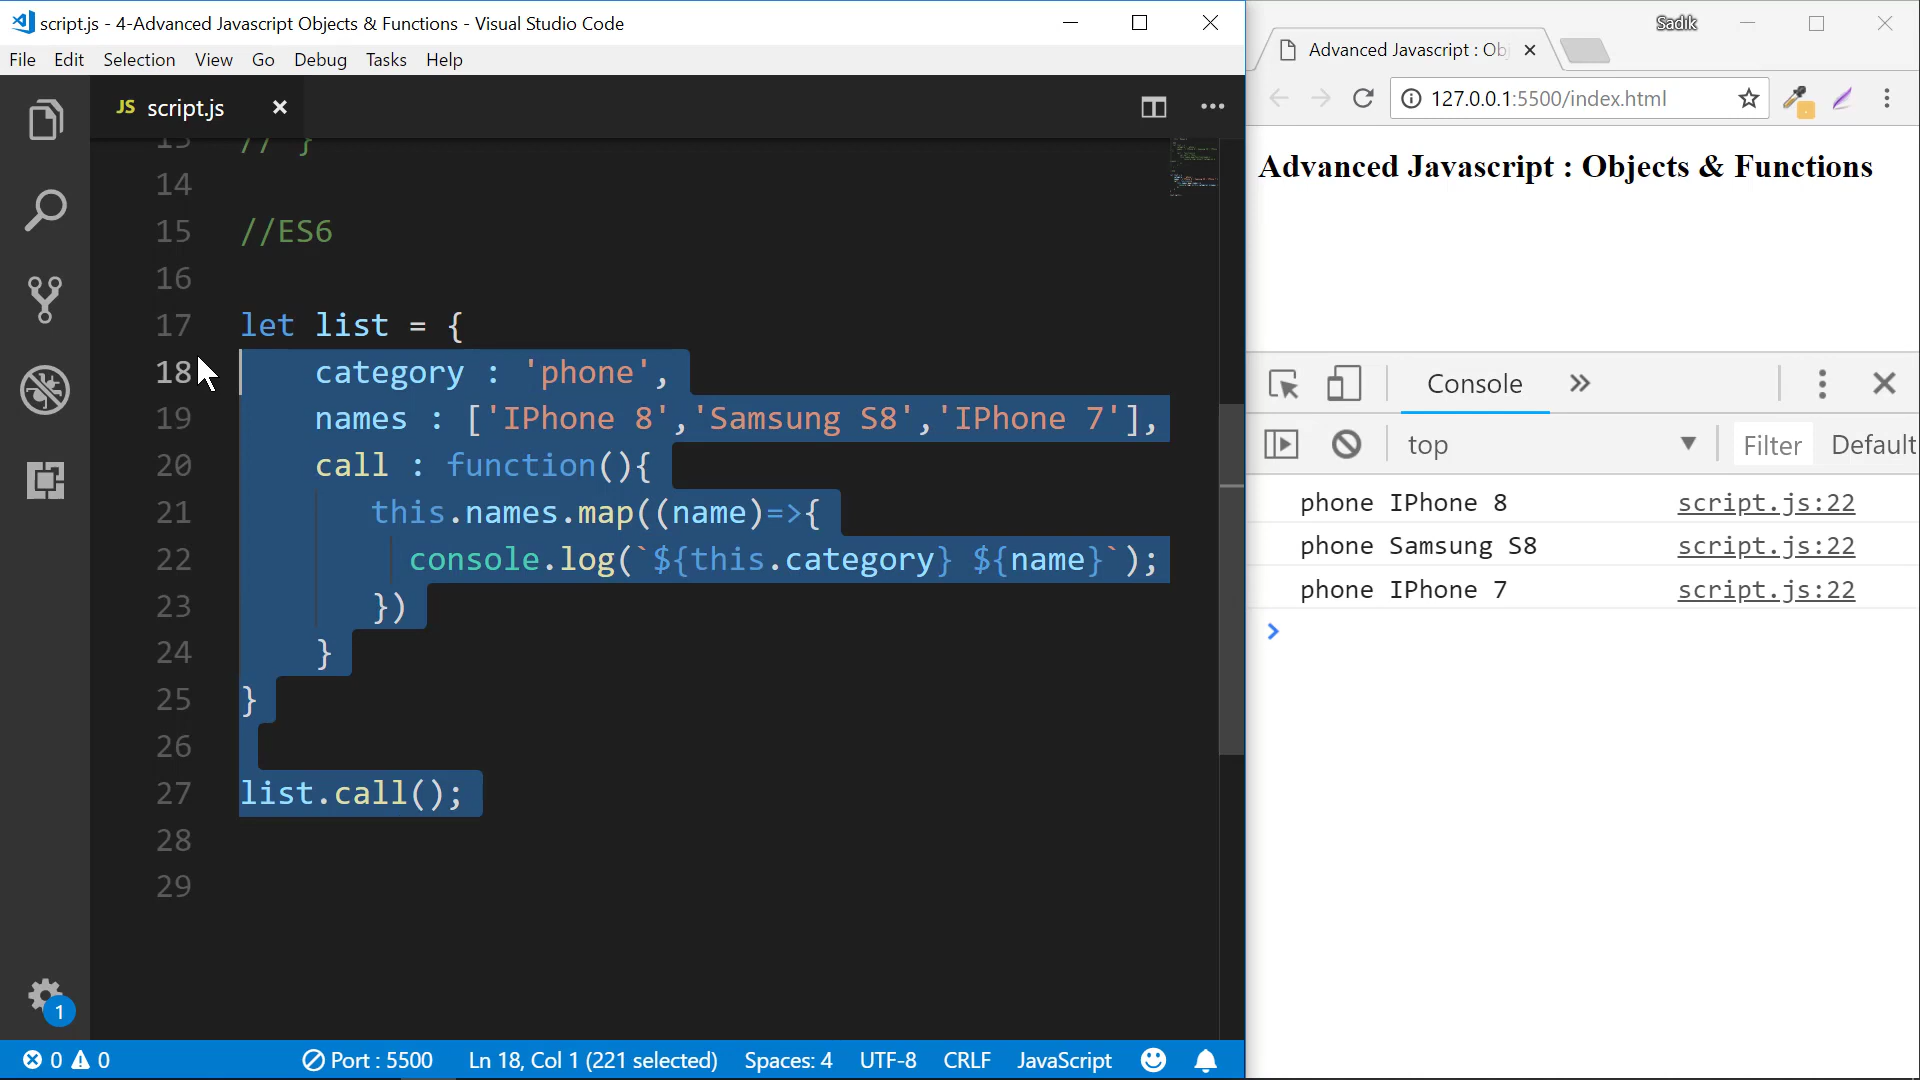 script.js - 4-Advanced Javascript Objects & Functions - Visual Studio Code
File Edit Selection View Go Debug Tasks Help
JS script.js
13 // }
14
15 //ES6
16
17 let list = {
18 category : 'phone',
19 names : ['IPhone 8','Samsung S8','IPhone 7'],
20 call : function(){
21 this.names.map((name)=>{
22 console.log(`${this.category} ${name}`);
23 })
24 }
25 }
26
27 list.call();
28
29
1
0 0 Port : 5500 Ln 18, Col 1 (221 selected) Spaces: 4 UTF-8 CRLF JavaScript
Sadik
Advanced Javascript : Ob
127.0.0.1:5500/index.html
Advanced Javascript : Objects & Functions
Console »
top Filter Default
phone IPhone 8 script.js:22
phone Samsung S8 script.js:22
phone IPhone 7 script.js:22